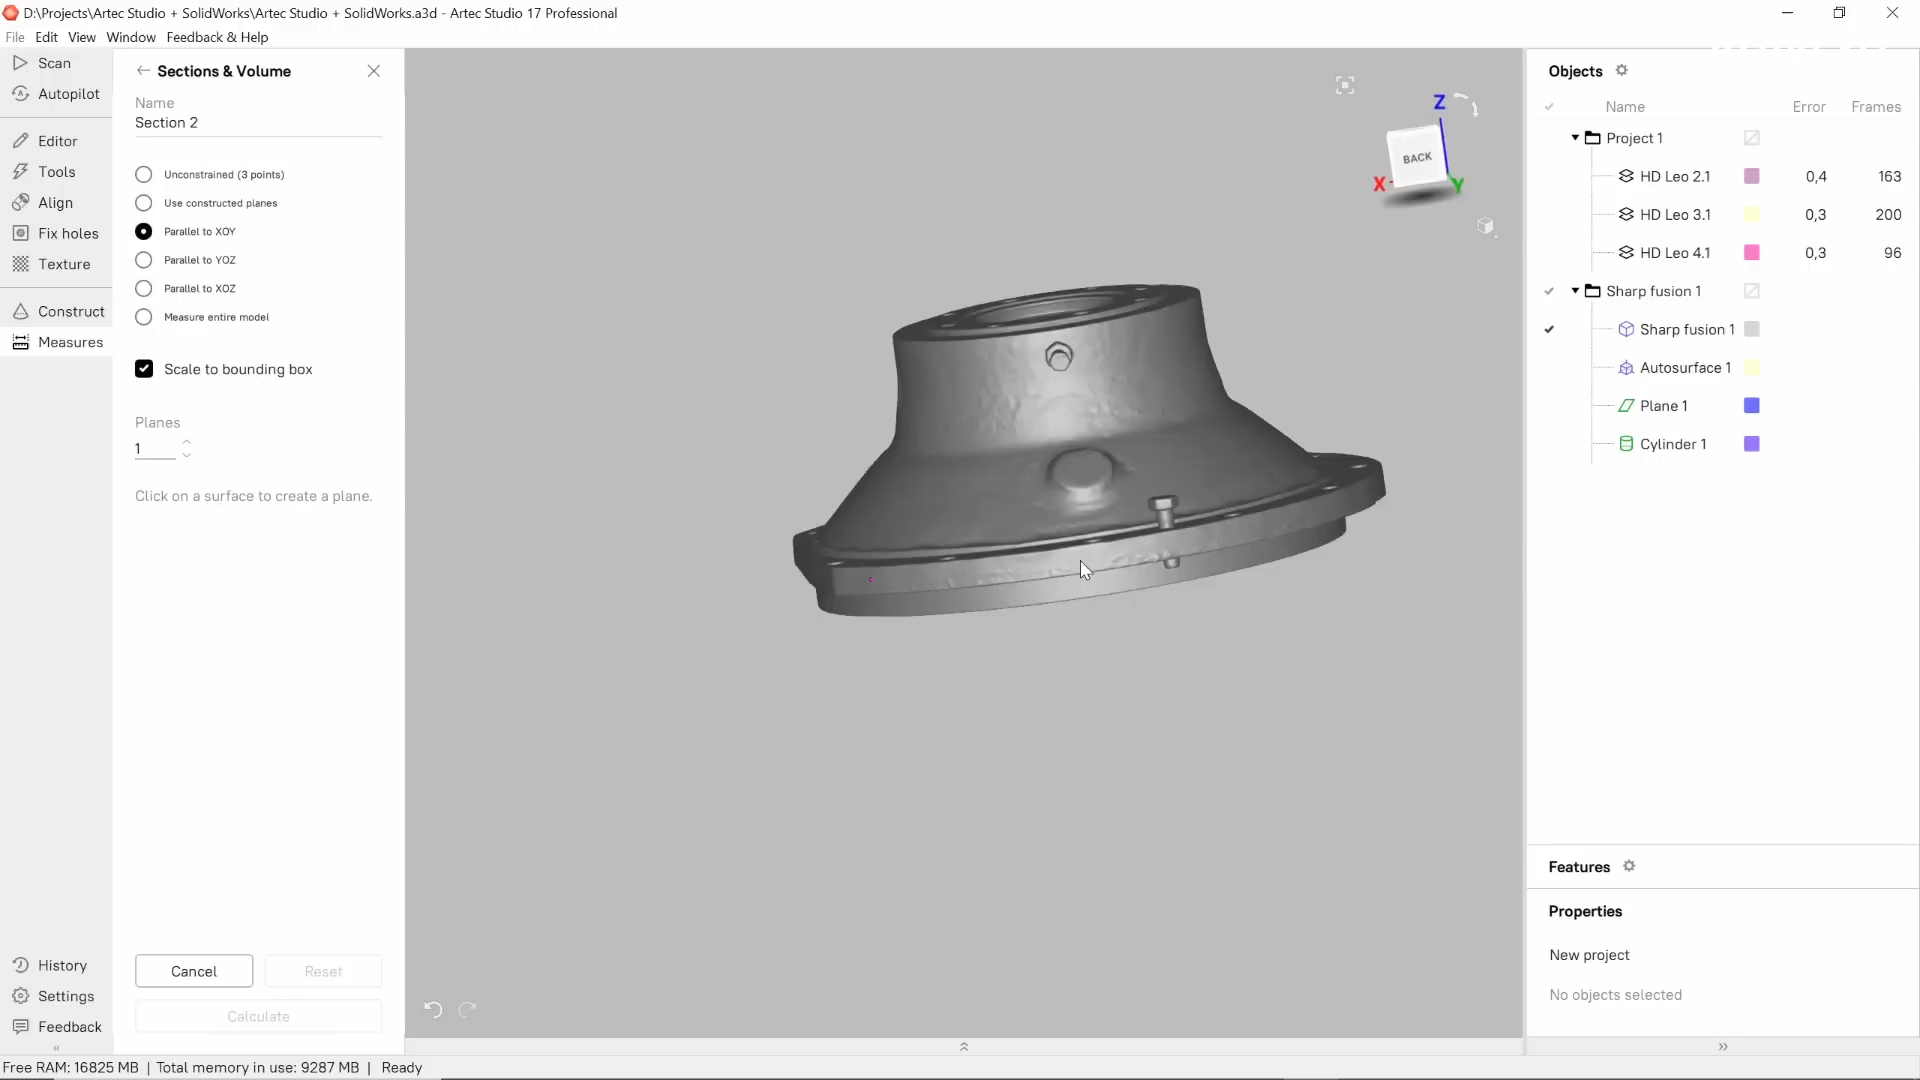 D:\Projects\Artec Studio + SolidWorks\Artec Studio + SolidWorks.a3d - Artec Studio 17 Professional
File Edit View Window Feedback & Help
Scan
Autopilot
Editor
Tools
Align
Fix holes
Texture
Construct
Measures
History
Settings
Feedback
Sections & Volume
Name
Section 2
Unconstrained (3 points)
Use constructed planes
Parallel to XOY
Parallel to YOZ
Parallel to XOZ
Measure entire model
Scale to bounding box
Planes
1
Click on a surface to create a plane.
Cancel Reset
Calculate
Z
BACK
X Y
Objects
Name Error Frames
Project 1
HD Leo 2.1 0,4 163
HD Leo 3.1 0,3 200
HD Leo 4.1 0,3 96
Sharp fusion 1
Sharp fusion 1
Autosurface 1
Plane 1
Cylinder 1
Features
Properties
New project
No objects selected
Free RAM: 16825 MB | Total memory in use: 9287 MB | Ready